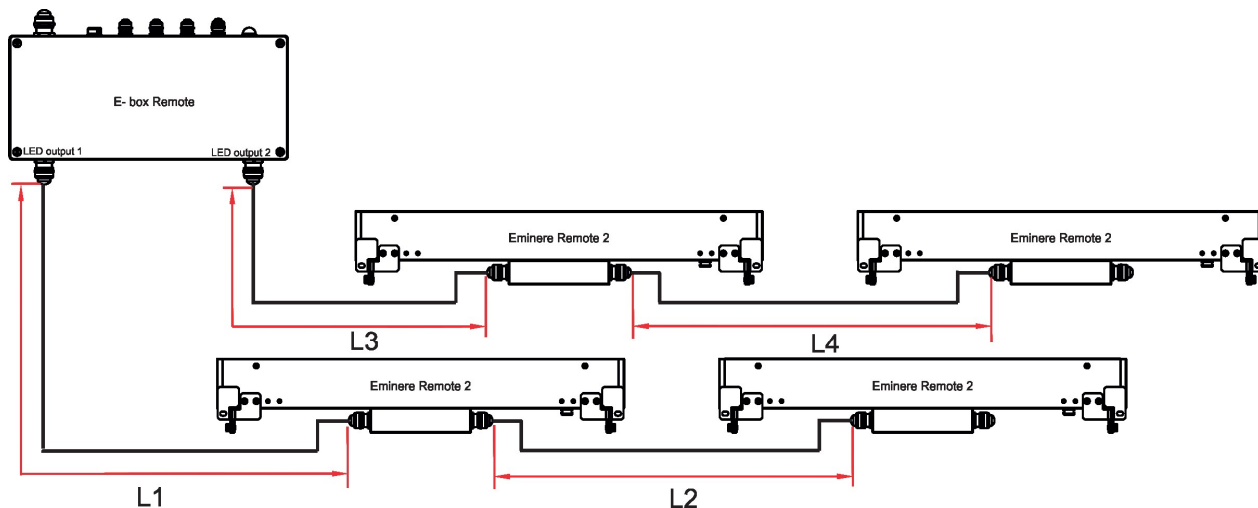 E- box Remote
LED output 1
LED output 2
Eminere Remote 2
Eminere Remote 2
L3
L4
Eminere Remote 2
Eminere Remote 2
L1
L2